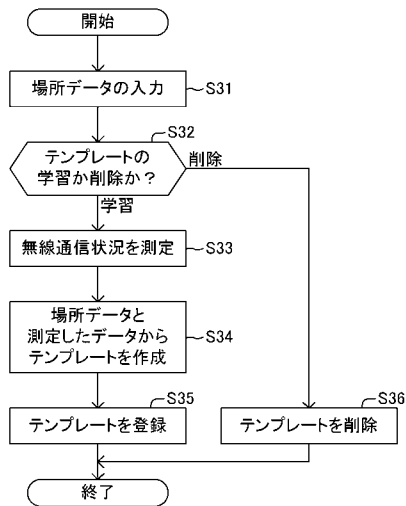 開始
場所データの入力
S31
S32
テンプレートの
学習か削除か？
削除
学習
無線通信状況を測定
S33
場所データと
測定したデータから
テンプレートを作成
S34
S35
テンプレートを登録
S36
テンプレートを削除
終了